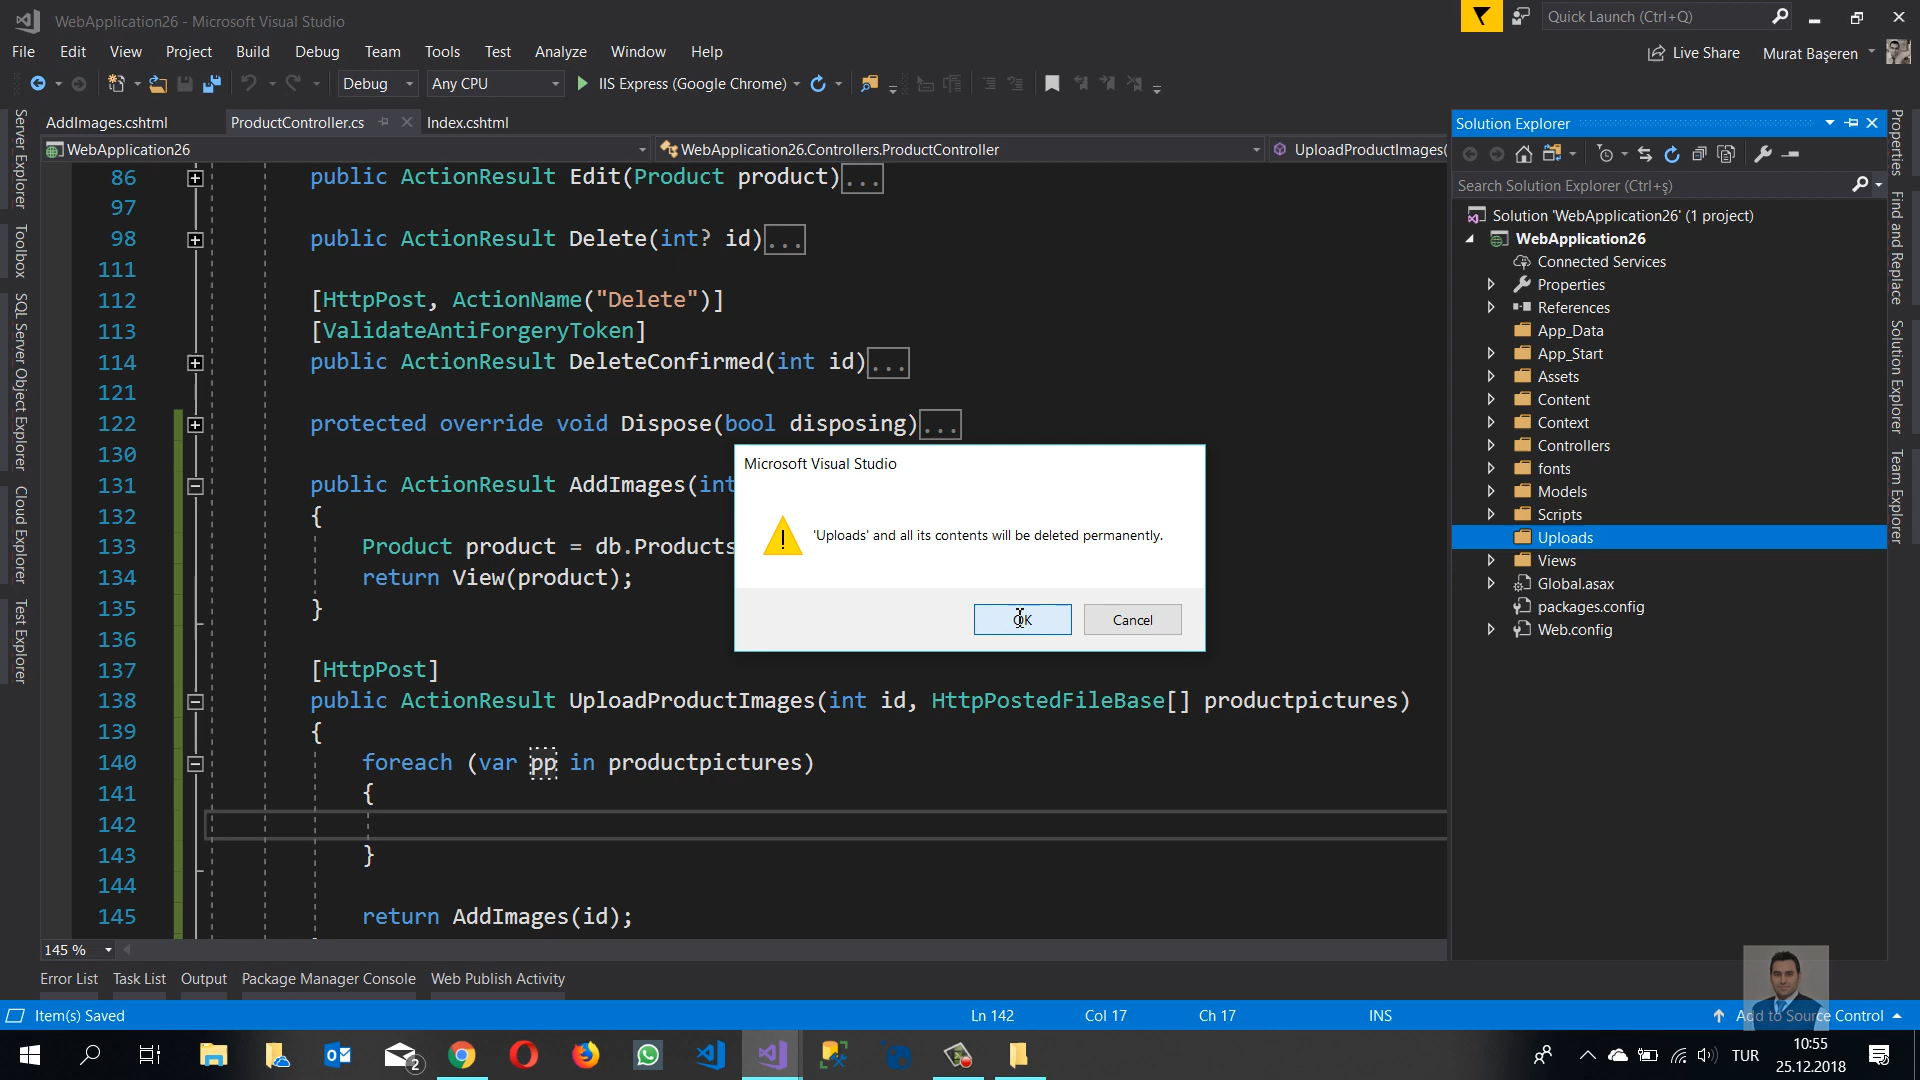 WebApplication26 - Microsoft Visual Studio
Quick Launch (Ctrl+Q)
File Edit View Project Build Debug Team Tools Test Analyze Window Help
Live Share Murat Başeren
Debug Any CPU IIS Express (Google Chrome)
AddImages.cshtml ProductController.cs Index.cshtml
WebApplication26 WebApplication26.Controllers.ProductController UploadProductImages(
86 public ActionResult Edit(Product product)...
97
98 public ActionResult Delete(int? id)...
111
112 [HttpPost, ActionName("Delete")]
113 [ValidateAntiForgeryToken]
114 public ActionResult DeleteConfirmed(int id)...
121
122 protected override void Dispose(bool disposing)...
130
131 public ActionResult AddImages(int
132 {
133 Product product = db.Products
134 return View(product);
135 }
136
137 [HttpPost]
138 public ActionResult UploadProductImages(int id, HttpPostedFileBase[] productpictures)
139 {
140 foreach (var pp in productpictures)
141 {
142
143 }
144
145 return AddImages(id);
145 %
Microsoft Visual Studio
'Uploads' and all its contents will be deleted permanently.
OK Cancel
Solution Explorer
Search Solution Explorer (Ctrl+ş)
Solution 'WebApplication26' (1 project)
WebApplication26
Connected Services
Properties
References
App_Data
App_Start
Assets
Content
Context
Controllers
fonts
Models
Scripts
Uploads
Views
Global.asax
packages.config
Web.config
Server Explorer
Toolbox
SQL Server Object Explorer
Cloud Explorer
Test Explorer
Properties
Find and Replace
Solution Explorer
Team Explorer
Error List Task List Output Package Manager Console Web Publish Activity
Item(s) Saved Ln 142 Col 17 Ch 17 INS Add to Source Control
2
TUR
10:55
25.12.2018